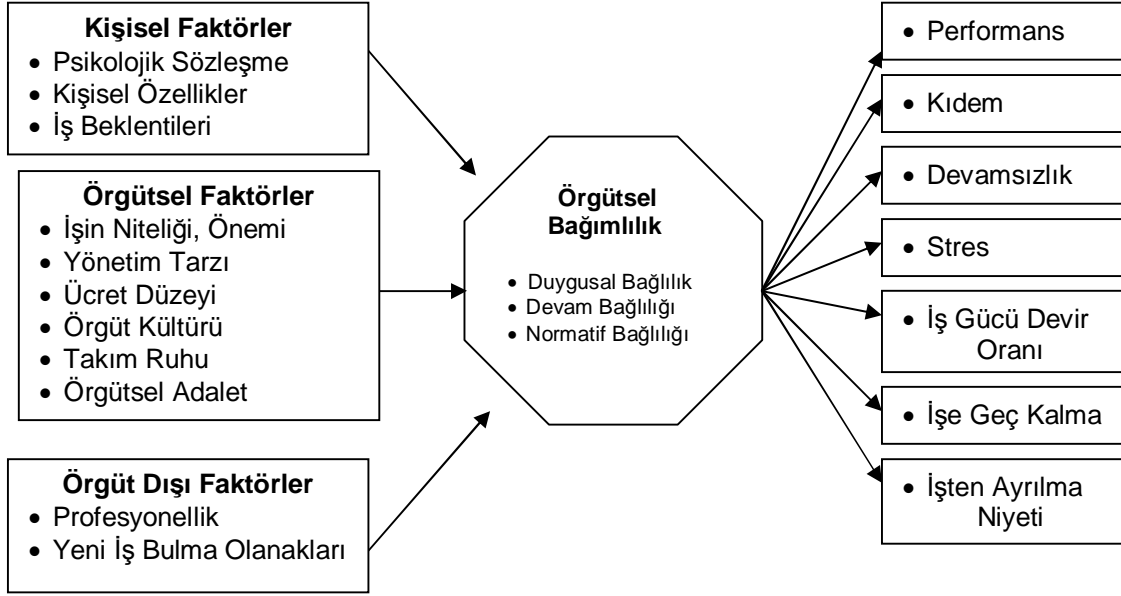 Kişisel Faktörler
• Psikolojik Sözleşme
• Kişisel Özellikler
• İş Beklentileri
Örgütsel Faktörler
• İşin Niteliği, Önemi
• Yönetim Tarzı
• Ücret Düzeyi
• Örgüt Kültürü
• Takım Ruhu
• Örgütsel Adalet
Örgüt Dışı Faktörler
• Profesyonellik
• Yeni İş Bulma Olanakları
Örgütsel
Bağımlılık
• Duygusal Bağlılık
• Devam Bağlılığı
• Normatif Bağlılığı
• Performans
• Kıdem
• Devamsızlık
• Stres
• İş Gücü Devir
Oranı
• İşe Geç Kalma
• İşten Ayrılma
Niyeti